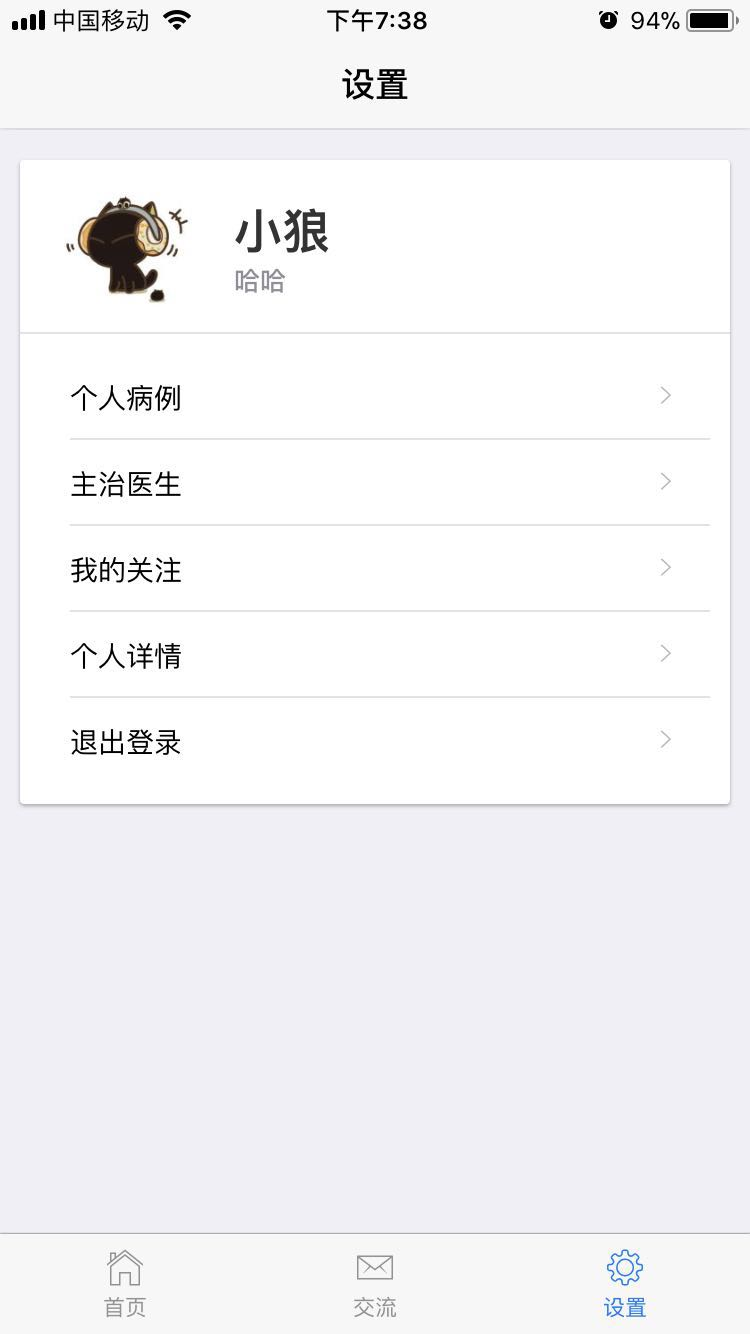 中国移动 下午7:38 94%
设置
小狼
哈哈
个人病例
主治医生
我的关注
个人详情
退出登录
首页 交流 设置